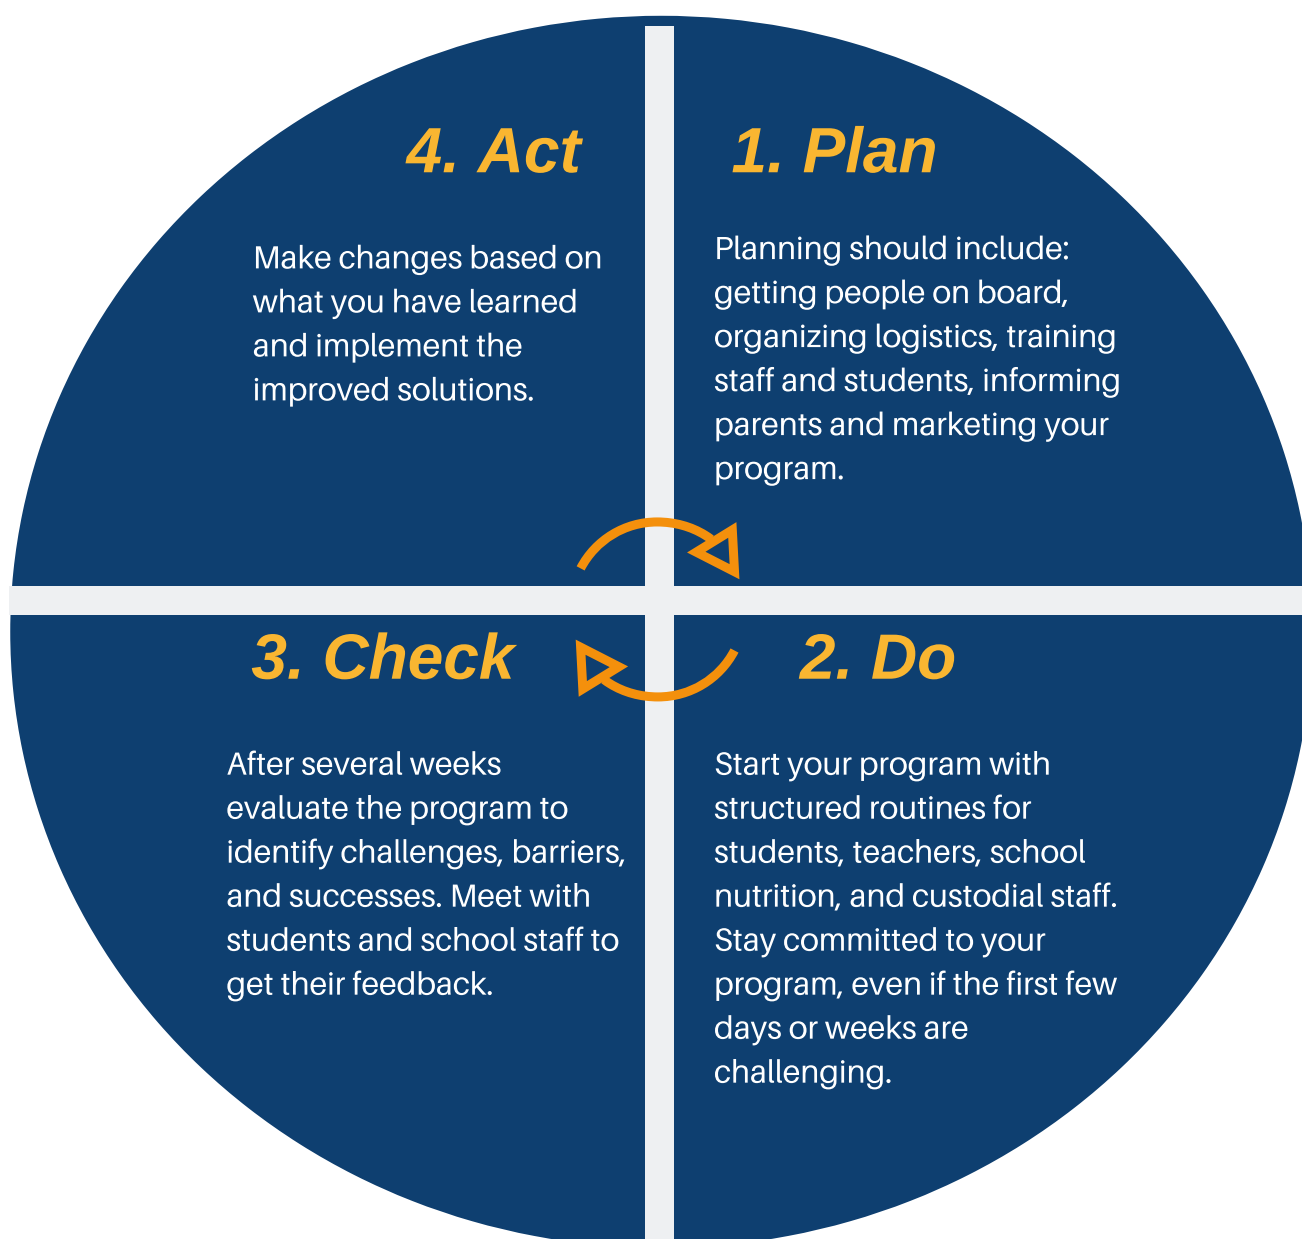 1. Plan
Planning should include:
getting people on board,
organizing logistics, training
staff and students, informing
parents and marketing your
program.
2. Do
Start your program with
structured routines for
students, teachers, school
nutrition, and custodial staff.
Stay committed to your
program, even if the first few
days or weeks are
challenging.
3. Check
After several weeks
evaluate the program to
identify challenges, barriers,
and successes. Meet with
students and school staff to
get their feedback.
4. Act
Make changes based on
what you have learned
and implement the
improved solutions.